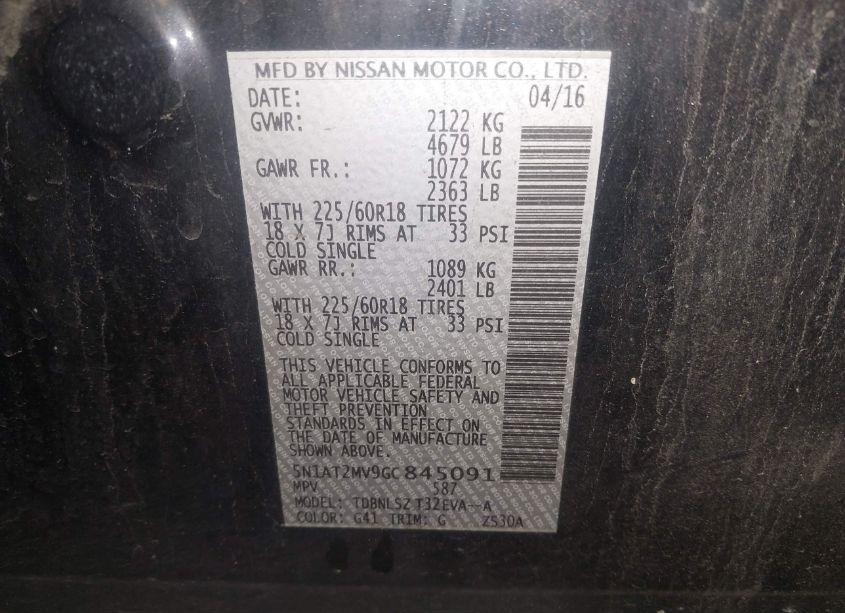 MFD BY NISSAN MOTOR CO., LTD.
DATE: 04/16
GVWR: 2122 KG
4679 LB
GAWR FR.: 1072 KG
2363 LB
WITH 225/60R18 TIRES
18 X 7J RIMS AT 33 PSI
COLD SINGLE
GAWR RR.: 1089 KG
2401 LB
WITH 225/60R18 TIRES
18 X 7J RIMS AT 33 PSI
COLD SINGLE
THIS VEHICLE CONFORMS TO
ALL APPLICABLE FEDERAL
MOTOR VEHICLE SAFETY AND
THEFT PREVENTION
STANDARDS IN EFFECT ON
THE DATE OF MANUFACTURE
SHOWN ABOVE.
5N1AT2MV9GC845091
MPV 587
MODEL: TDBNLSZ T32EVA--A
COLOR: G41 TRIM: G ZS30A